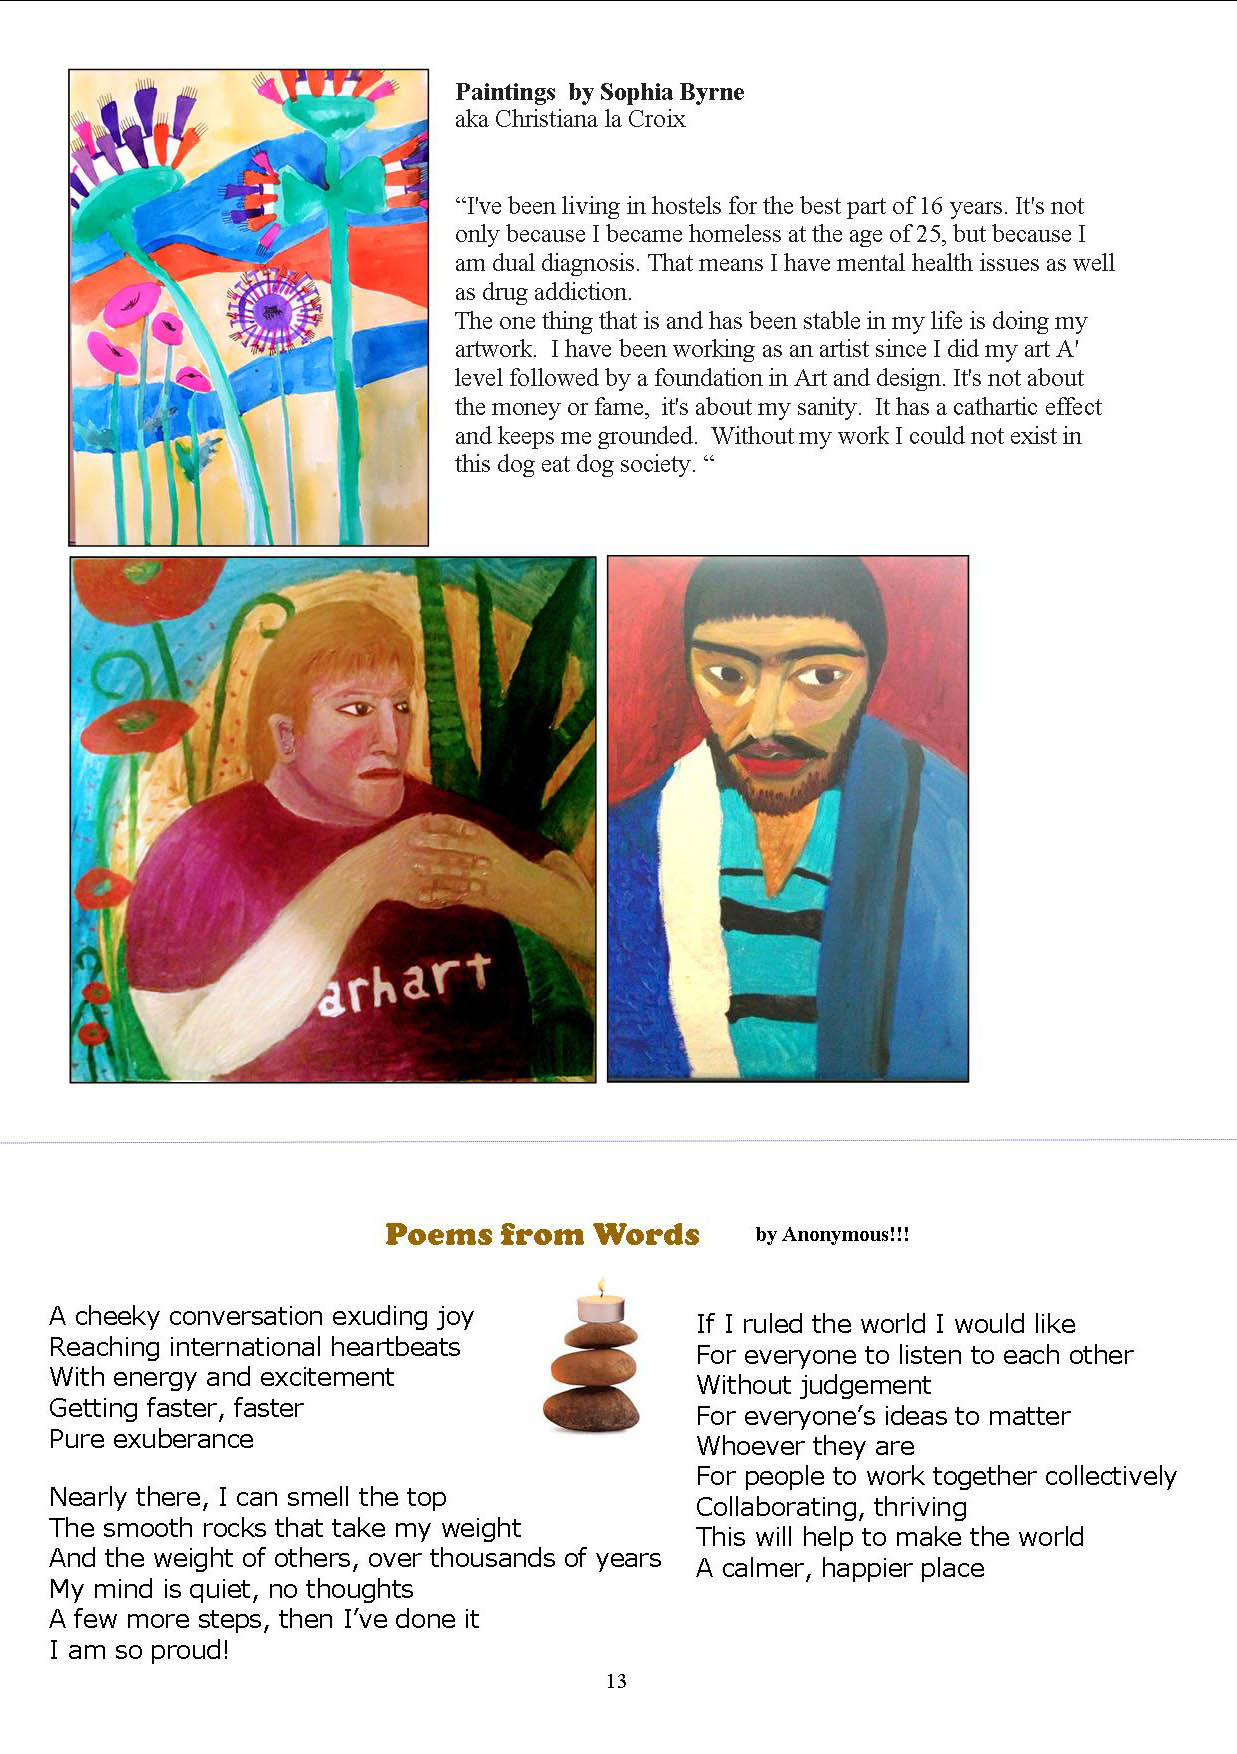 Paintings  by Sophia Byrne
aka Christiana la Croix
“I've been living in hostels for the best part of 16 years. It's not
only because I became homeless at the age of 25, but because I
am dual diagnosis. That means I have mental health issues as well
as drug addiction.
The one thing that is and has been stable in my life is doing my
artwork.  I have been working as an artist since I did my art A'
level followed by a foundation in Art and design. It's not about
the money or fame,  it's about my sanity.  It has a cathartic effect
and keeps me grounded.  Without my work I could not exist in
this dog eat dog society. “
arhart
Poems from Words
by Anonymous!!!
A cheeky conversation exuding joy
Reaching international heartbeats
With energy and excitement
Getting faster, faster
Pure exuberance
Nearly there, I can smell the top
The smooth rocks that take my weight
And the weight of others, over thousands of years
My mind is quiet, no thoughts
A few more steps, then I’ve done it
I am so proud!
If I ruled the world I would like
For everyone to listen to each other
Without judgement
For everyone’s ideas to matter
Whoever they are
For people to work together collectively
Collaborating, thriving
This will help to make the world
A calmer, happier place
13